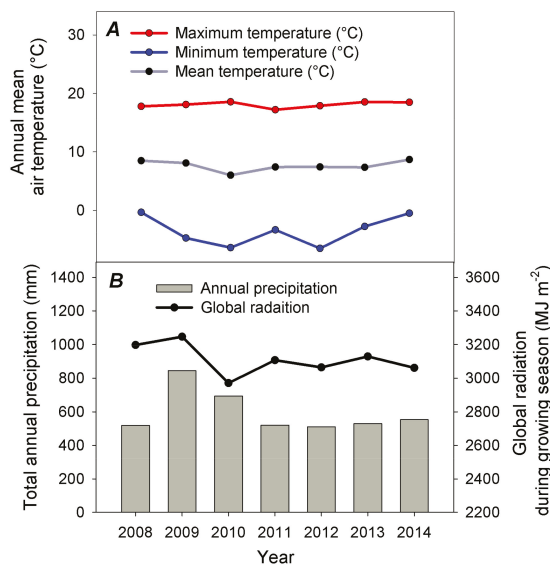 A
Maximum temperature (°C)
Minimum temperature (°C)
Mean temperature (°C)
Annual mean
air temperature (°C)
30
20
10
0
B
Annual precipitation
Global radaition
Total annual precipitation (mm)
1400
1200
1000
800
600
400
200
0
3600
3400
3200
3000
2800
2600
2400
2200
Global radiation
during growing season (MJ m-2)
2008 2009 2010 2011 2012 2013 2014
Year